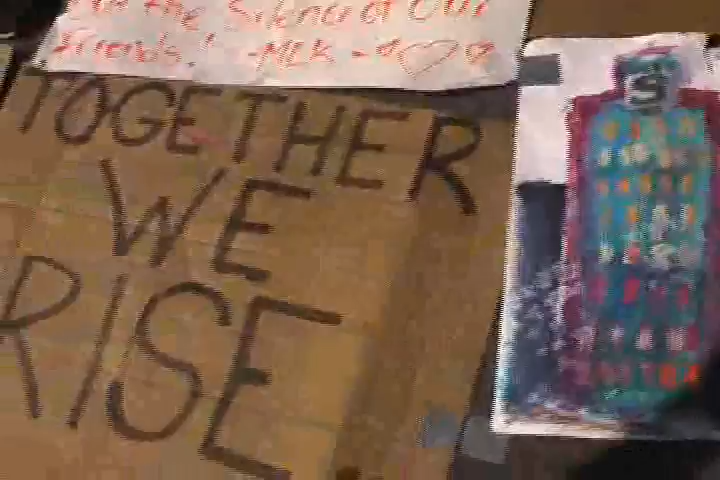 the Silence of Our
Friends." -MLK-
TOGETHER
WE
RISE